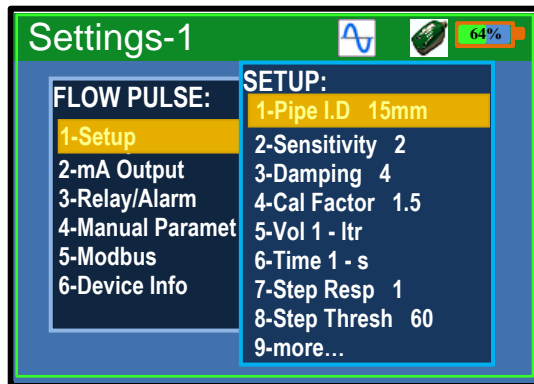 Settings-1
64%
FLOW PULSE:
1-Setup
2-mA Output
3-Relay/Alarm
4-Manual Paramet
5-Modbus
6-Device Info
SETUP:
1-Pipe I.D 15mm
2-Sensitivity 2
3-Damping 4
4-Cal Factor 1.5
5-Vol 1 - ltr
6-Time 1 - s
7-Step Resp 1
8-Step Thresh 60
9-more...